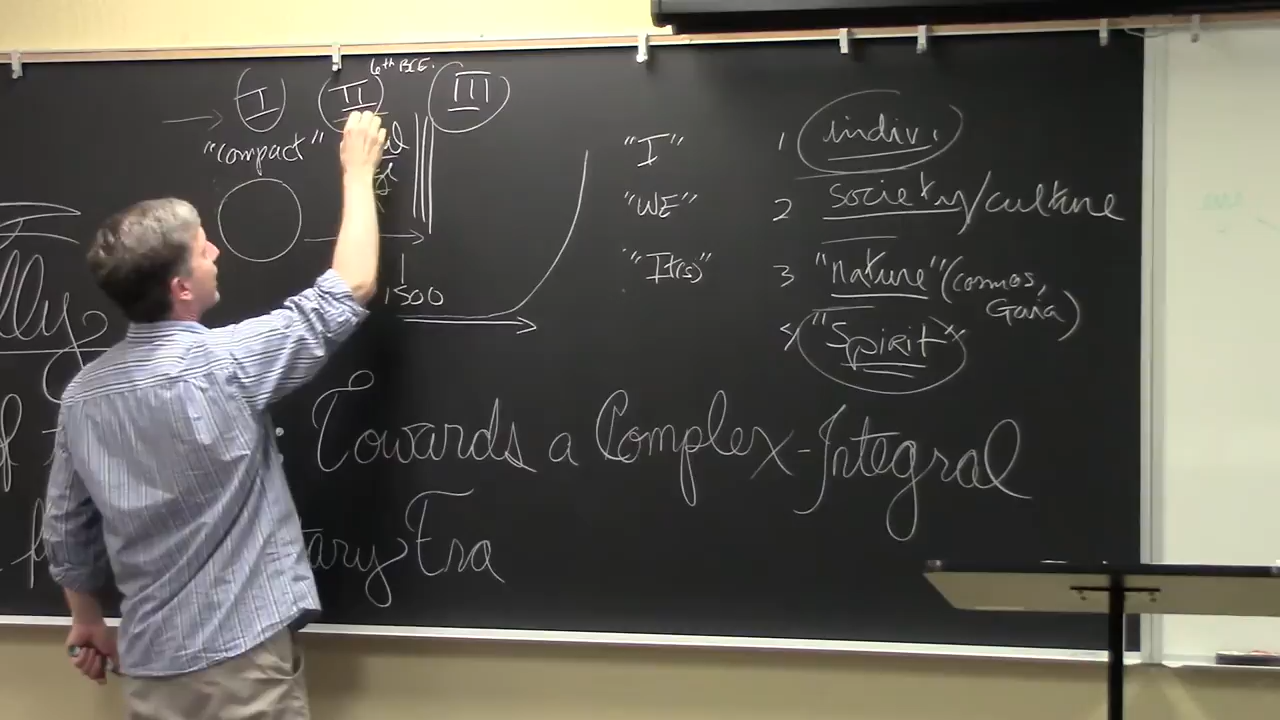 I II 6th BCE. III
"compact"
1500
"I" 1 indiv.
"WE" 2 society/culture
"It(s)" 3 "nature" (cosmos,
Gaia)
4 "Spirit"
Towards a Complex-Integral
Era